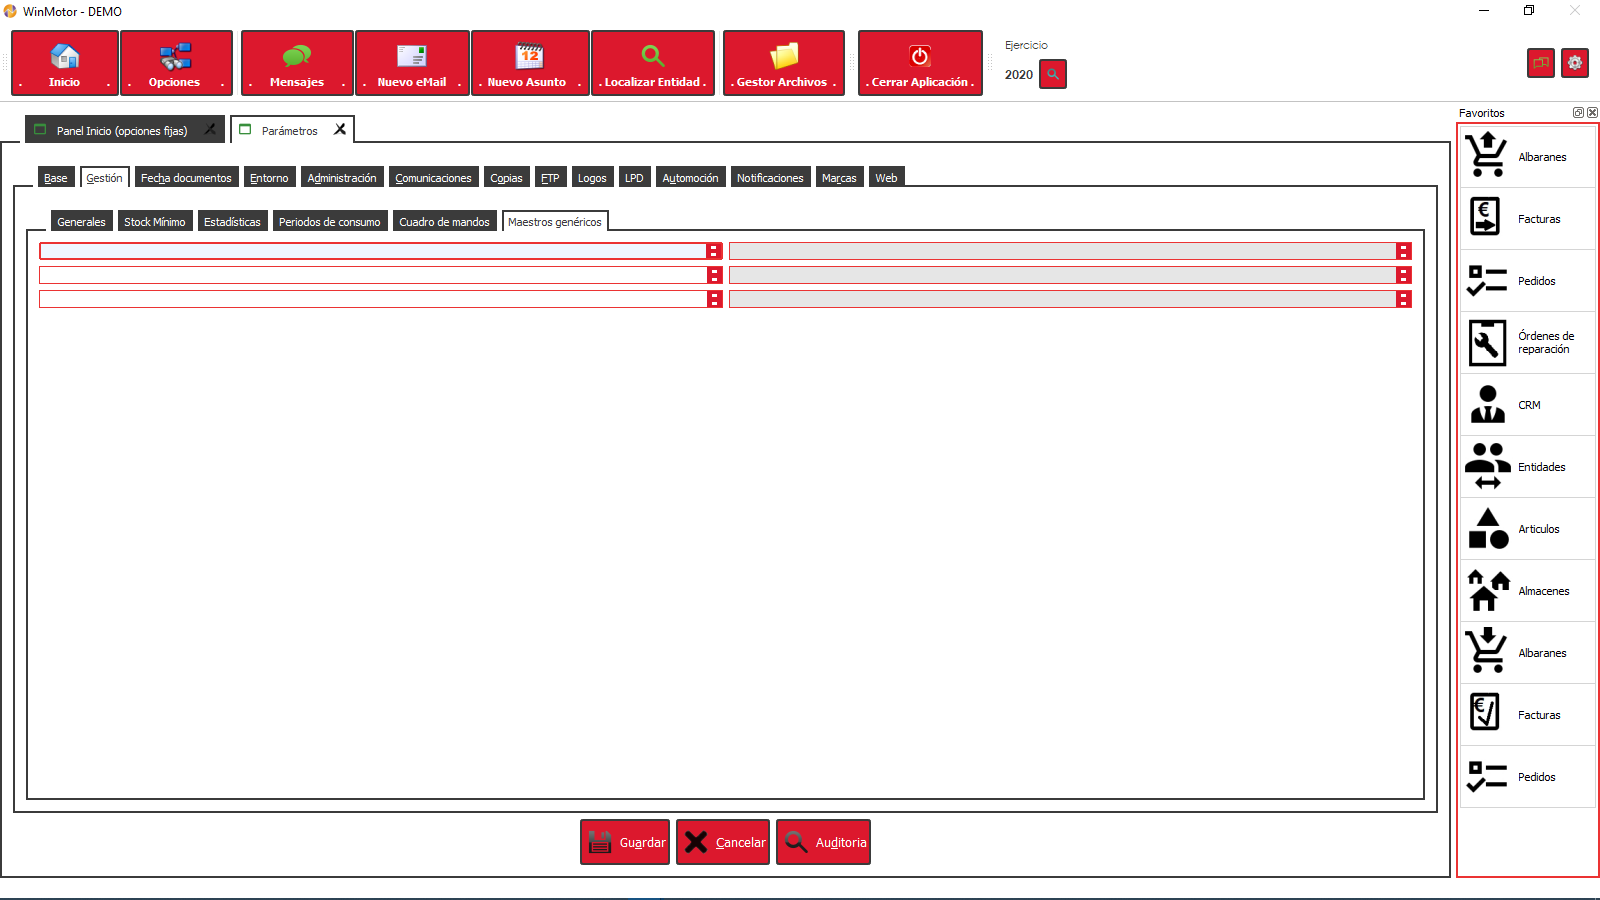 WinMotor - DEMO
. Inicio .
. Opciones .
. Mensajes .
. Nuevo eMail .
. Nuevo Asunto .
12
. Localizar Entidad .
. Gestor Archivos .
. Cerrar Aplicación .
Ejercicio
2020
Favoritos
Panel Inicio (opciones fijas)
Parámetros
Base
Gestión
Fecha documentos
Entorno
Administración
Comunicaciones
Copias
FTP
Logos
LPD
Automoción
Notificaciones
Marcas
Web
Generales
Stock Mínimo
Estadísticas
Periodos de consumo
Cuadro de mandos
Maestros genéricos
Albaranes
€
Facturas
Pedidos
Órdenes de
reparación
CRM
Entidades
Articulos
Almacenes
Albaranes
€
Facturas
Pedidos
Guardar
Cancelar
Auditoria